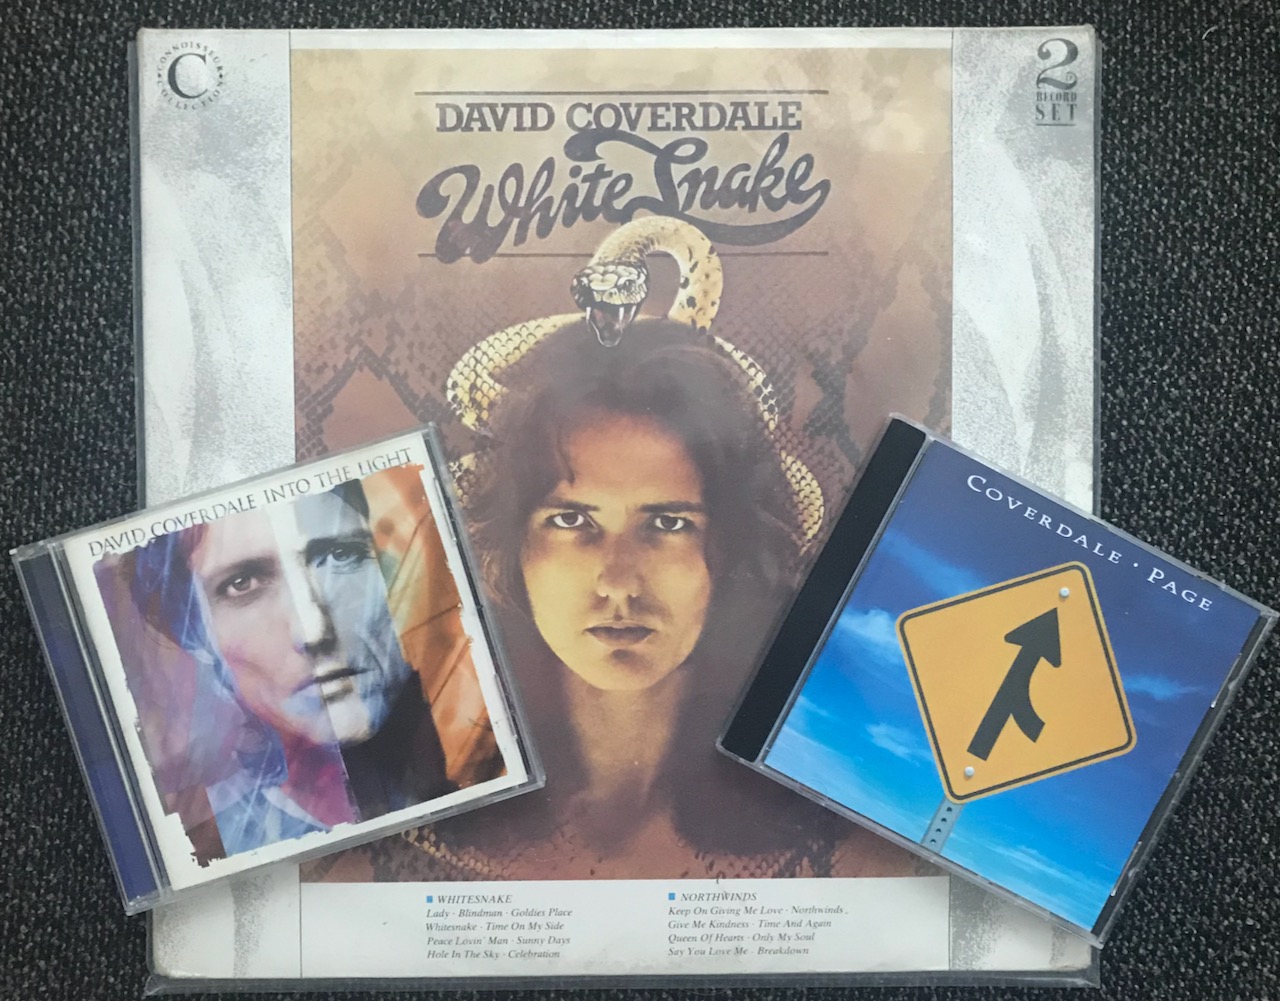 CONNOISSEUR COLLECTION
C
2
RECORD
SET
DAVID COVERDALE
WhiteSnake
DAVID COVERDALE INTO THE LIGHT
COVERDALE · PAGE
WHITESNAKE
Lady · Blindman · Goldies Place
Whitesnake · Time On My Side
Peace Lovin' Man · Sunny Days
Hole In The Sky · Celebration
NORTHWINDS
Keep On Giving Me Love · Northwinds
Give Me Kindness · Time And Again
Queen Of Hearts · Only My Soul
Say You Love Me · Breakdown